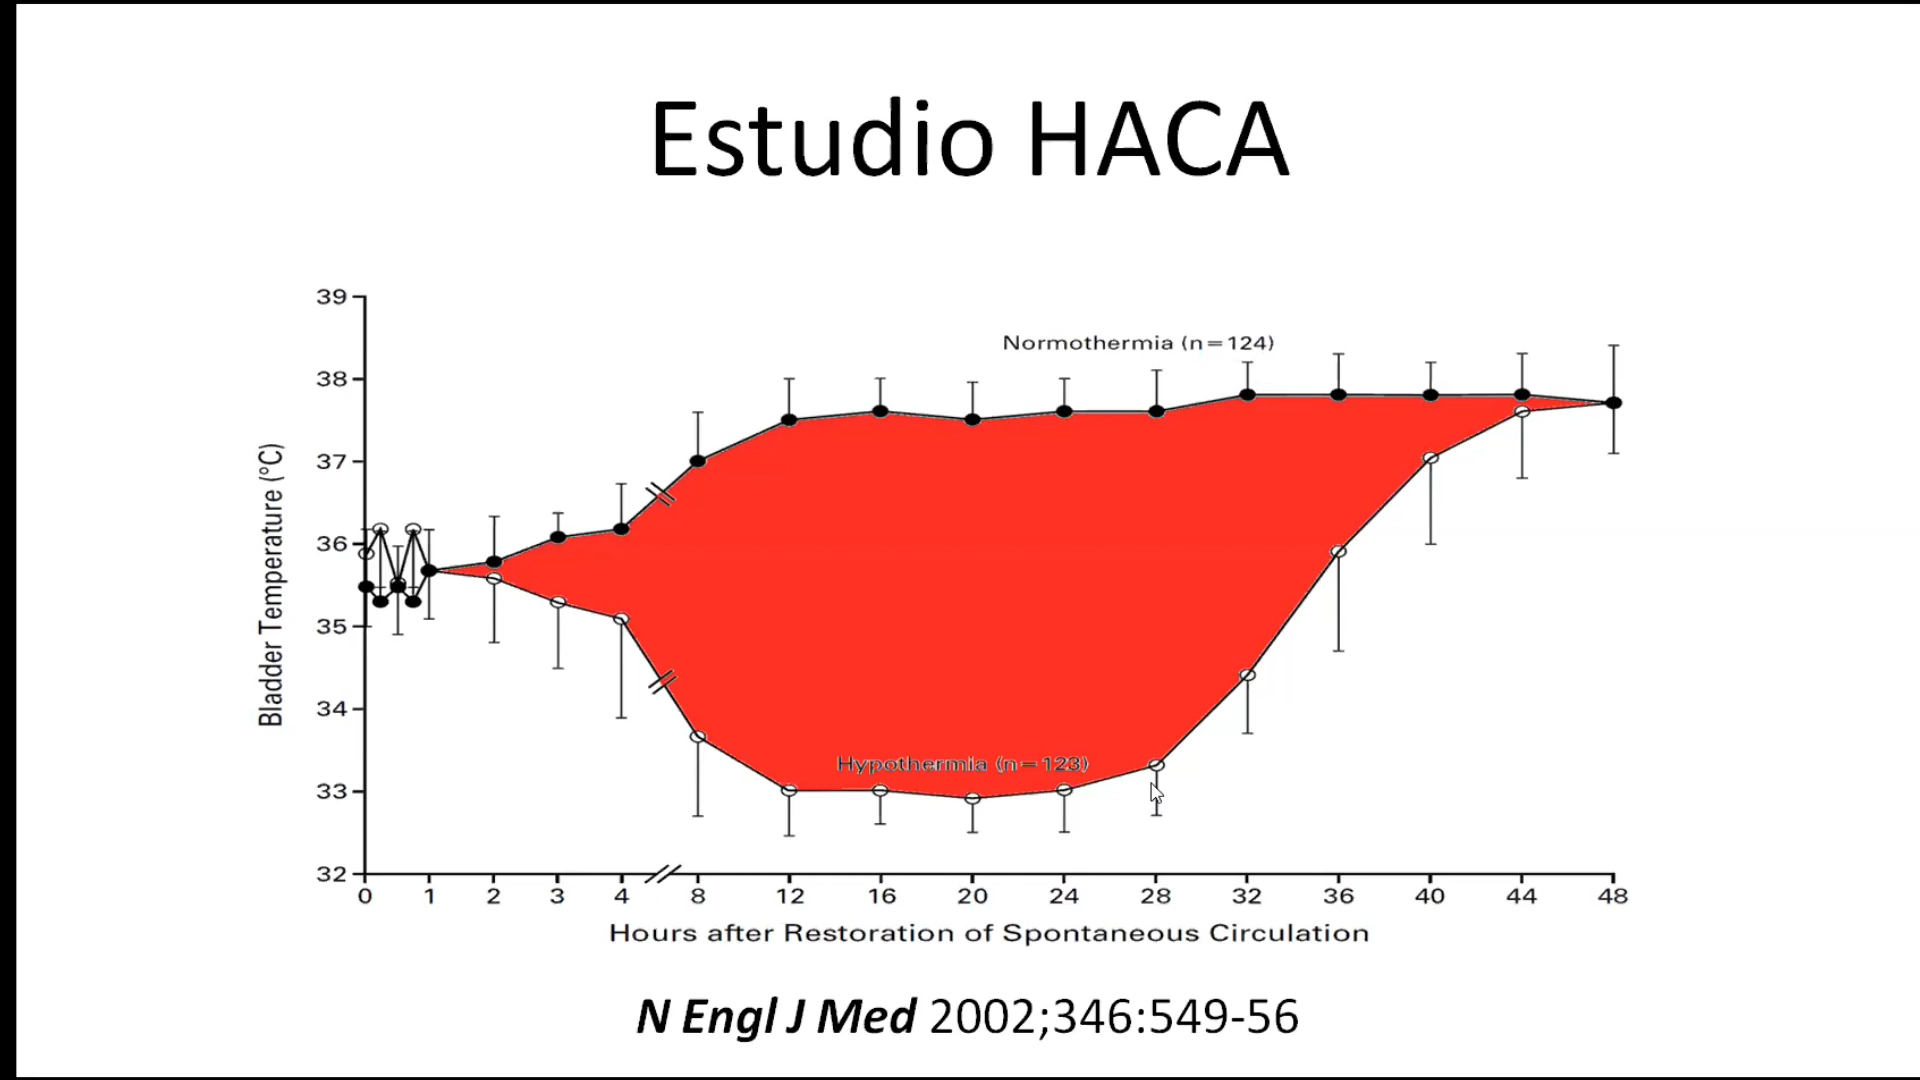 Estudio HACA
39
38
37
36
35
34
33
32
Bladder Temperature (°C)
Normothermia (n=124)
Hypothermia (n=123)
0 1 2 3 4 8 12 16 20 24 28 32 36 40 44 48
Hours after Restoration of Spontaneous Circulation
N Engl J Med 2002;346:549-56